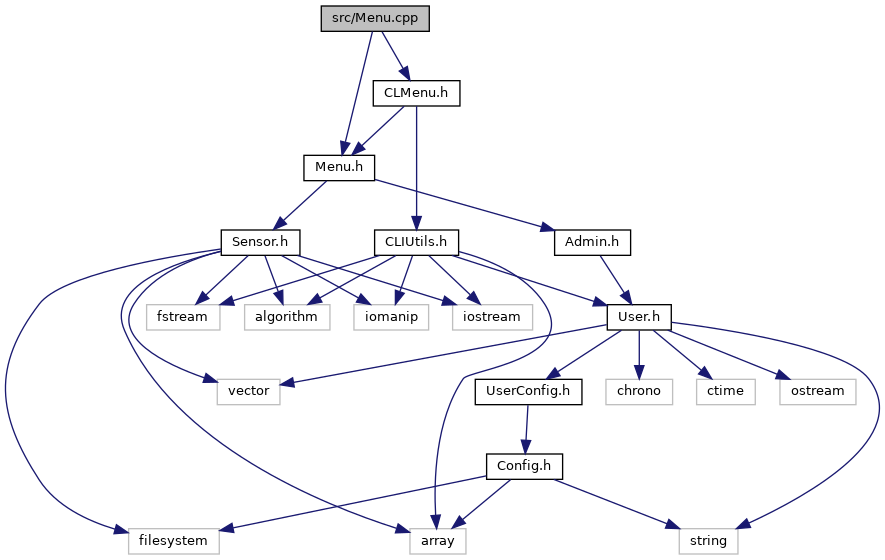 src/Menu.cpp
CLMenu.h
Menu.h
Sensor.h
CLIUtils.h
Admin.h
fstream
algorithm
iomanip
iostream
User.h
vector
UserConfig.h
chrono
ctime
ostream
Config.h
filesystem
array
string